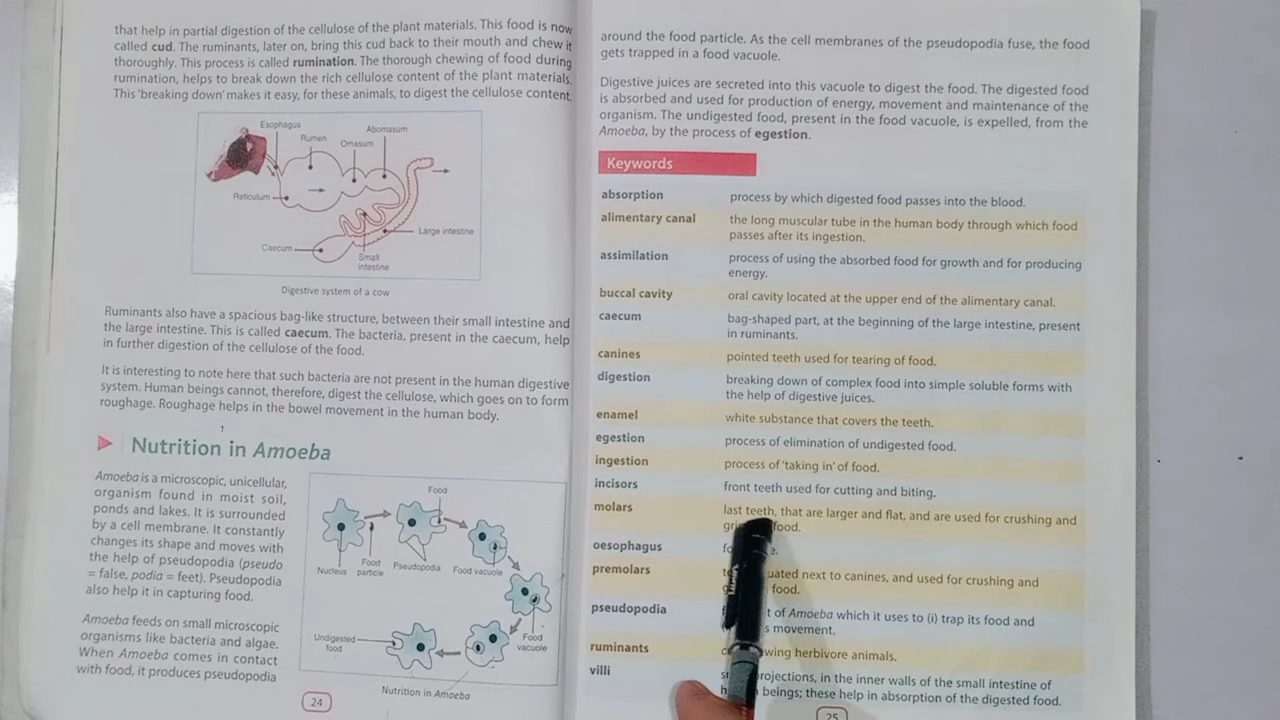 that help in partial digestion of the cellulose of the plant materials. This food is now
called cud. The ruminants, later on, bring this cud back to their mouth and chew it
thoroughly. This process is called rumination. The thorough chewing of food during
rumination, helps to break down the rich cellulose content of the plant materials.
This 'breaking down' makes it easy, for these animals, to digest the cellulose content.
Esophagus
Rumen
Omasum
Abomasum
Reticulum
Large intestine
Caecum
Small
intestine
Digestive system of a cow
Ruminants also have a spacious bag-like structure, between their small intestine and
the large intestine. This is called caecum. The bacteria, present in the caecum, help
in further digestion of the cellulose of the food.
It is interesting to note here that such bacteria are not present in the human digestive
system. Human beings cannot, therefore, digest the cellulose, which goes on to form
roughage. Roughage helps in the bowel movement in the human body.
Nutrition in Amoeba
Amoeba is a microscopic, unicellular,
organism found in moist soil,
ponds and lakes. It is surrounded
by a cell membrane. It constantly
changes its shape and moves with
the help of pseudopodia (pseudo
= false, podia = feet). Pseudopodia
also help it in capturing food.
Amoeba feeds on small microscopic
organisms like bacteria and algae.
When Amoeba comes in contact
with food, it produces pseudopodia
Food
Nucleus
Food
particle
Pseudopodia
Food vacuole
Food
vacuole
Undigested
food
Nutrition in Amoeba
24
around the food particle. As the cell membranes of the pseudopodia fuse, the food
gets trapped in a food vacuole.
Digestive juices are secreted into this vacuole to digest the food. The digested food
is absorbed and used for production of energy, movement and maintenance of the
organism. The undigested food, present in the food vacuole, is expelled, from the
Amoeba, by the process of egestion.
Keywords
absorption process by which digested food passes into the blood.
alimentary canal the long muscular tube in the human body through which food
passes after its ingestion.
assimilation process of using the absorbed food for growth and for producing
energy.
buccal cavity oral cavity located at the upper end of the alimentary canal.
caecum bag-shaped part, at the beginning of the large intestine, present
in ruminants.
canines pointed teeth used for tearing of food.
digestion breaking down of complex food into simple soluble forms with
the help of digestive juices.
enamel white substance that covers the teeth.
egestion process of elimination of undigested food.
ingestion process of 'taking in' of food.
incisors front teeth used for cutting and biting.
molars last teeth, that are larger and flat, and are used for crushing and
food.
oesophagus
premolars next to canines, and used for crushing and
food.
pseudopodia of Amoeba which it uses to (i) trap its food and
movement.
ruminants herbivore animals.
villi in the inner walls of the small intestine of
beings; these help in absorption of the digested food.
25